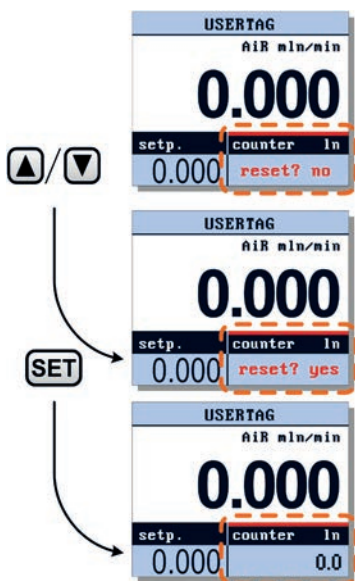 USERTAG
AiR mln/min
0.000
setp. counter ln
▲/▼ 0.000 reset? no
USERTAG
AiR mln/min
0.000
setp. counter ln
SET 0.000 reset? yes
USERTAG
AiR mln/min
0.000
setp. counter ln
0.000 0.0